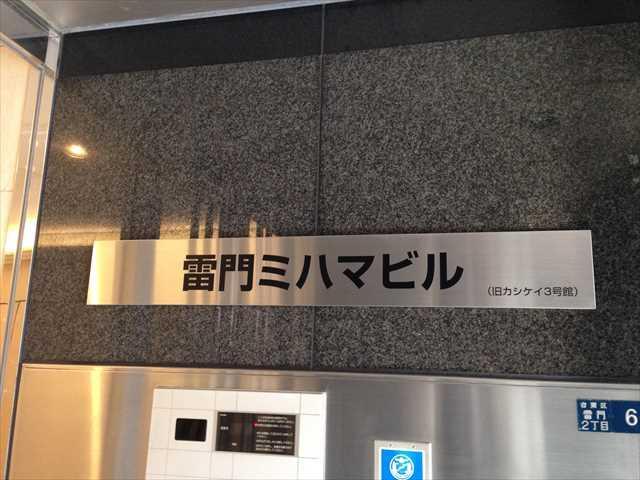 雷門ミハマビル
(旧カシケイ3号館)
台東区
雷門
2丁目
6